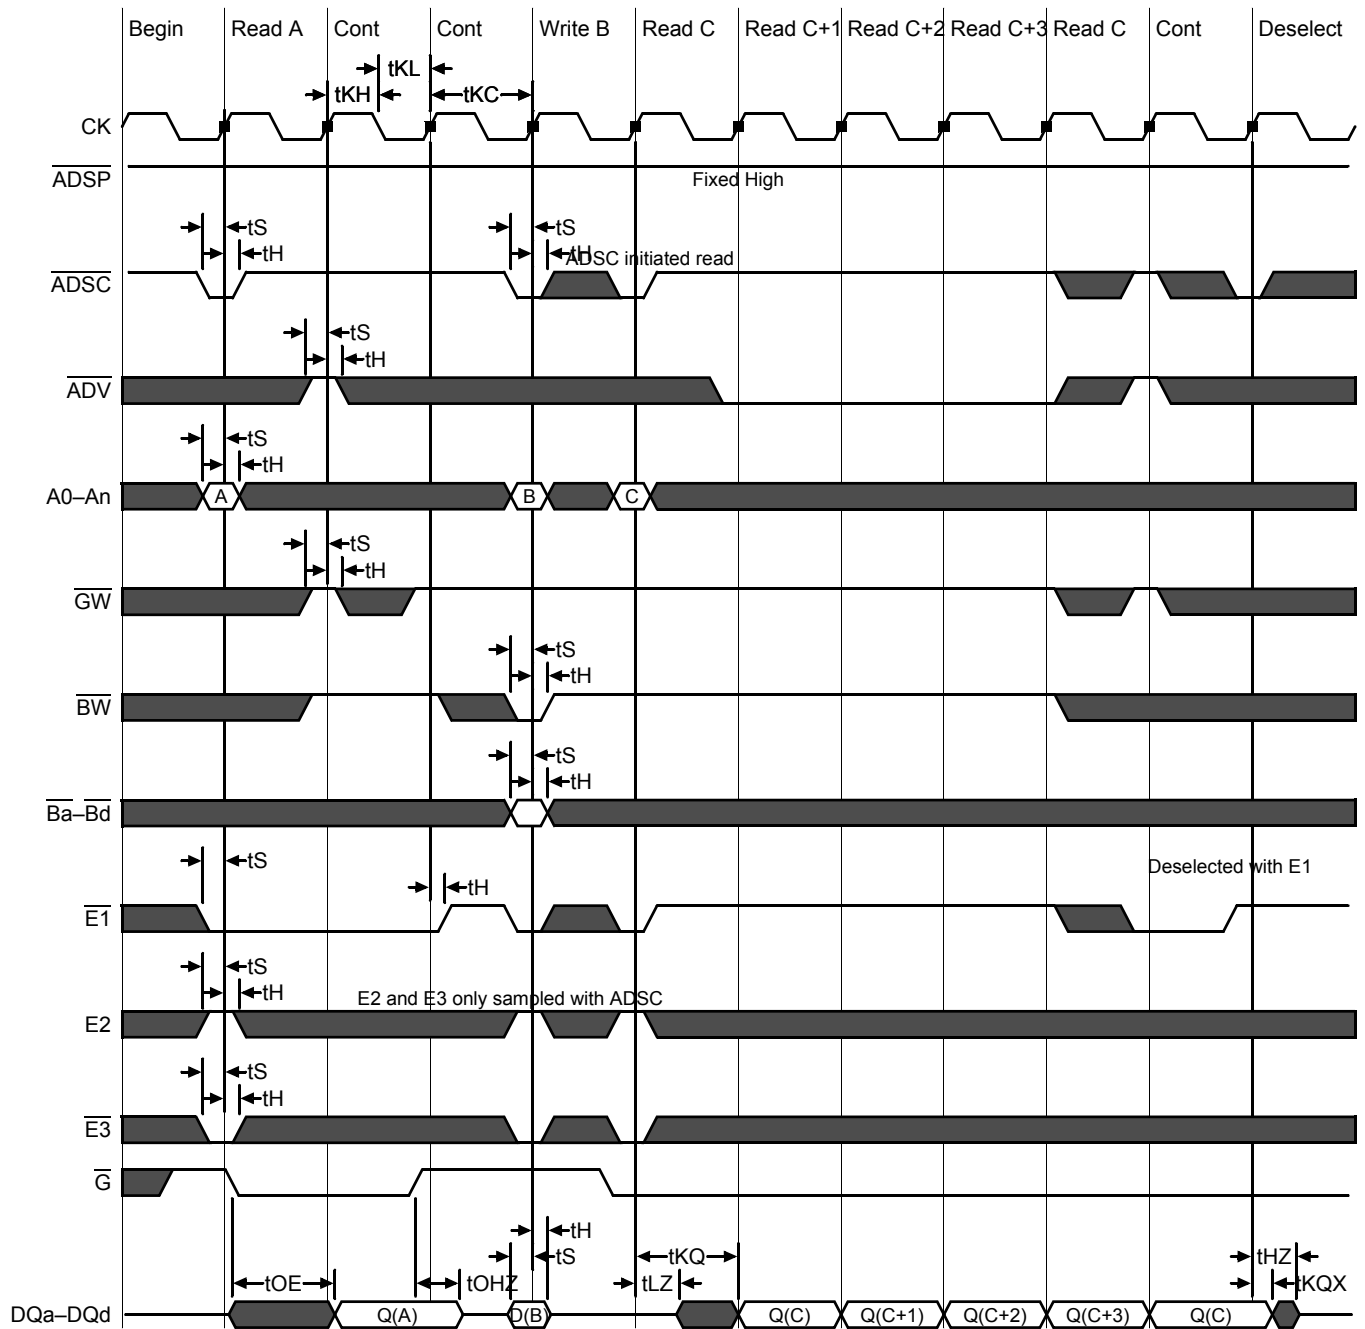 Begin Read A Cont Cont Write B Read C Read C+1 Read C+2 Read C+3 Read C Cont Deselect
tKL
tKH tKC
CK
ADSP
Fixed High
tS tS
tH tH
ADSC initiated read
ADSC
tS
tH
ADV
tS
tH
A0–An A B C
tS
tH
GW
tS
tH
BW
tS
tH
Ba–Bd
tS
Deselected with E1
tH
E1
tS
tH
E2 and E3 only sampled with ADSC
E2
tS
tH
E3
G
tH
tS tKQ tHZ
tOE tOHZ tLZ tKQX
DQa–DQd Q(A) D(B) Q(C) Q(C+1) Q(C+2) Q(C+3) Q(C)